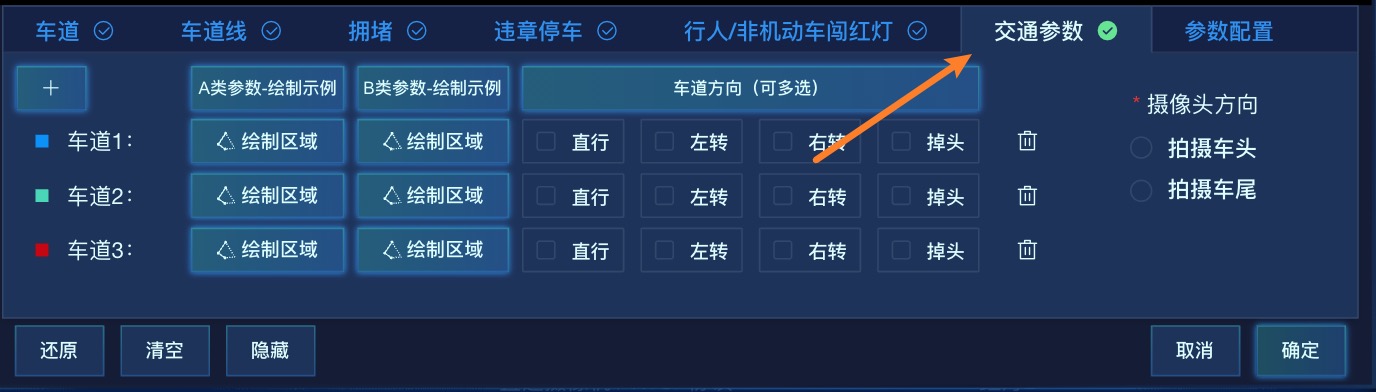 车道 车道线 拥堵 违章停车 行人/非机动车闯红灯 交通参数 参数配置
+ A类参数-绘制示例 B类参数-绘制示例 车道方向（可多选）
* 摄像头方向
车道1: 绘制区域 绘制区域 直行 左转 右转 掉头
拍摄车头
车道2: 绘制区域 绘制区域 直行 左转 右转 掉头
拍摄车尾
车道3: 绘制区域 绘制区域 直行 左转 右转 掉头
还原 清空 隐藏 取消 确定